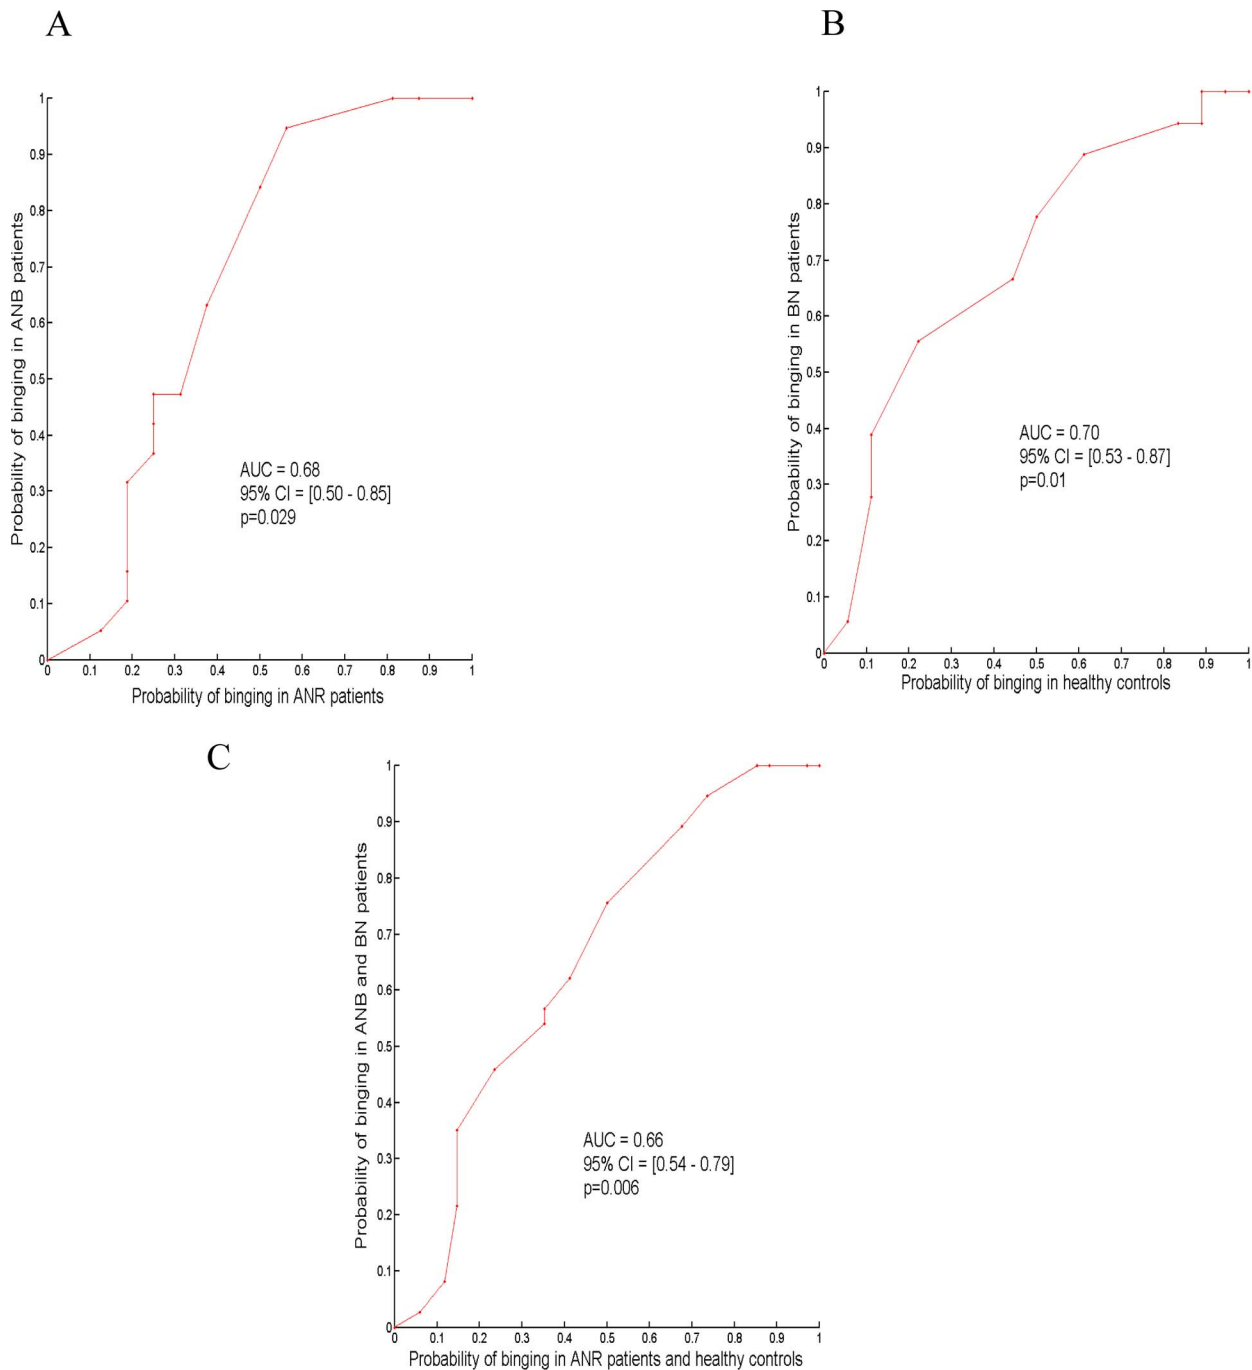 A
1
0.9
0.8
0.7
0.6
0.5
0.4
0.3
0.2
0.1
0
Probability of binging in ANB patients
AUC = 0.68
95% CI = [0.50 - 0.85]
p=0.029
0 0.1 0.2 0.3 0.4 0.5 0.6 0.7 0.8 0.9 1
Probability of binging in ANR patients
B
1
0.9
0.8
0.7
0.6
0.5
0.4
0.3
0.2
0.1
0
Probability of binging in BN patients
AUC = 0.70
95% CI = [0.53 - 0.87]
p=0.01
0 0.1 0.2 0.3 0.4 0.5 0.6 0.7 0.8 0.9 1
Probability of binging in healthy controls
C
1
0.9
0.8
0.7
0.6
0.5
0.4
0.3
0.2
0.1
0
Probability of binging in ANB and BN patients
AUC = 0.66
95% CI = [0.54 - 0.79]
p=0.006
0 0.1 0.2 0.3 0.4 0.5 0.6 0.7 0.8 0.9 1
Probability of binging in ANR patients and healthy controls